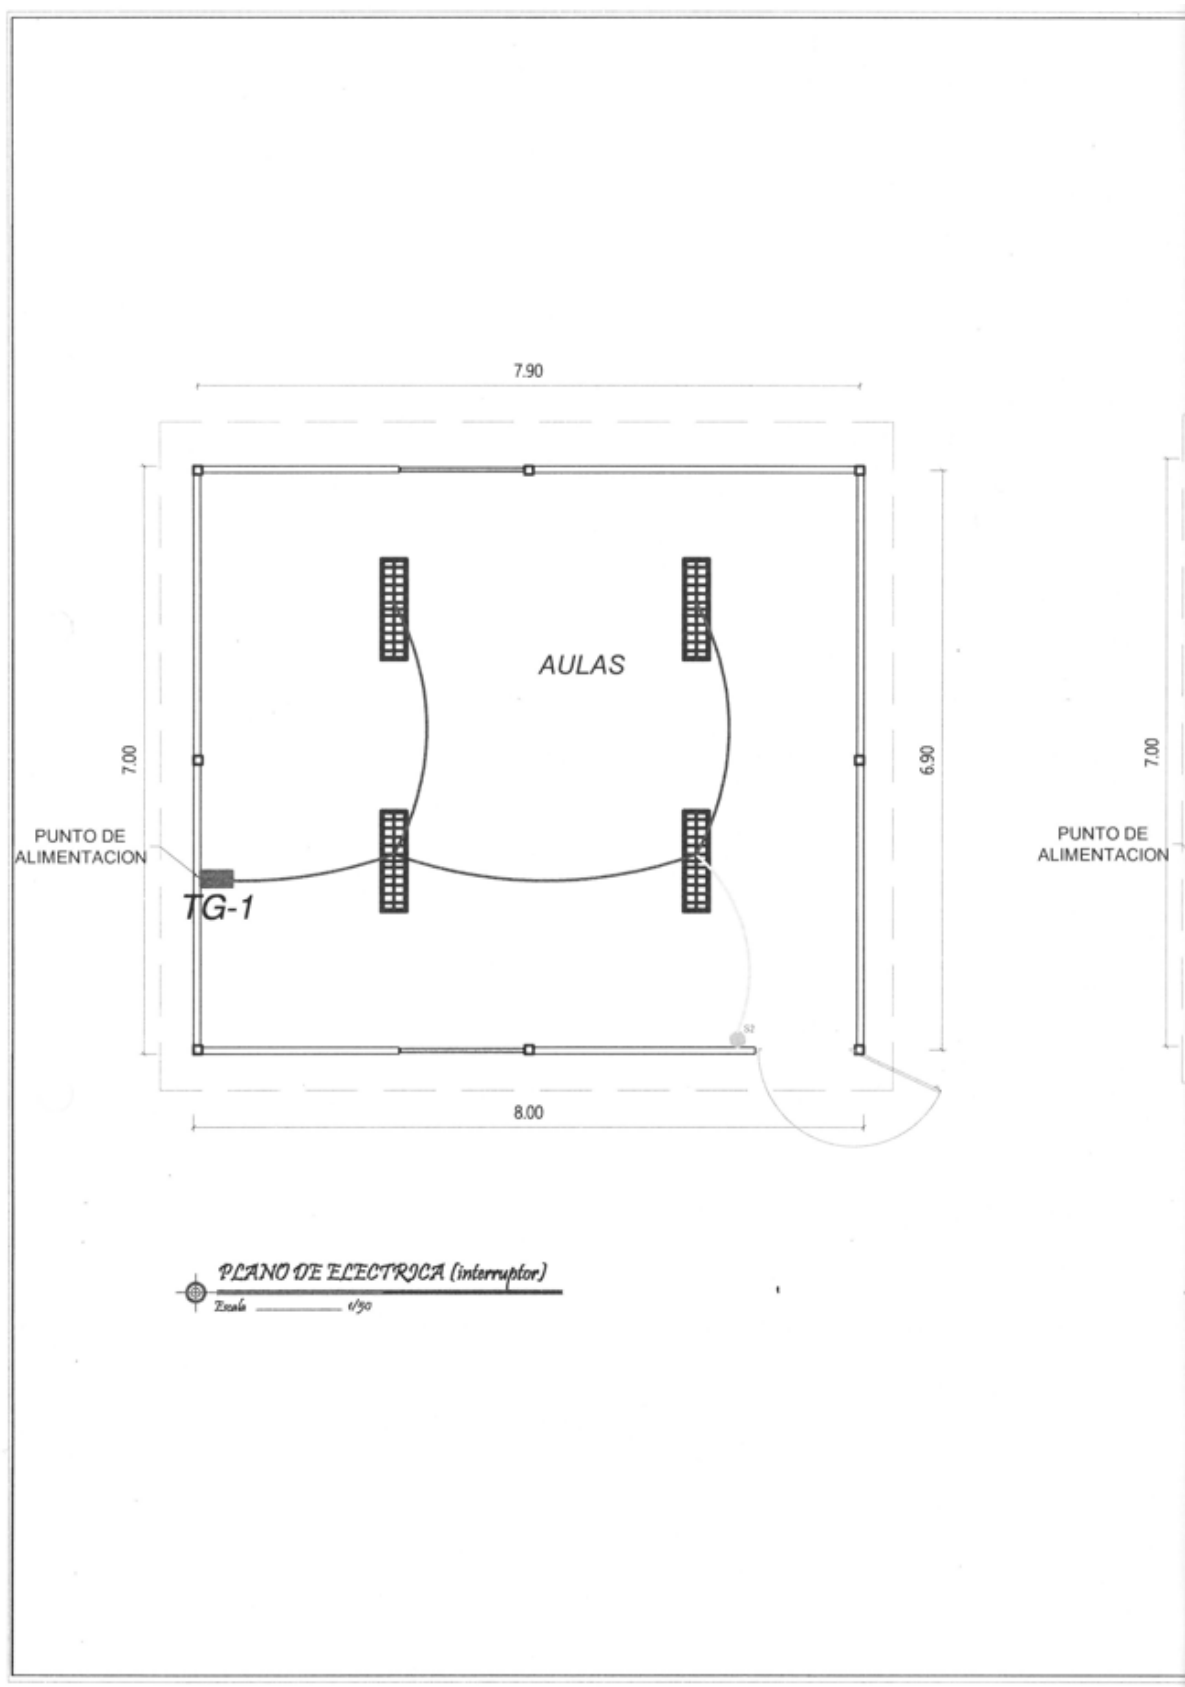 7.90
AULAS
7.00
6.90
7.00
PUNTO DE
ALIMENTACION
PUNTO DE
ALIMENTACION
TG-1
S2
8.00
PLANO DE ELECTRICA (interruptor)
Escala 1/50